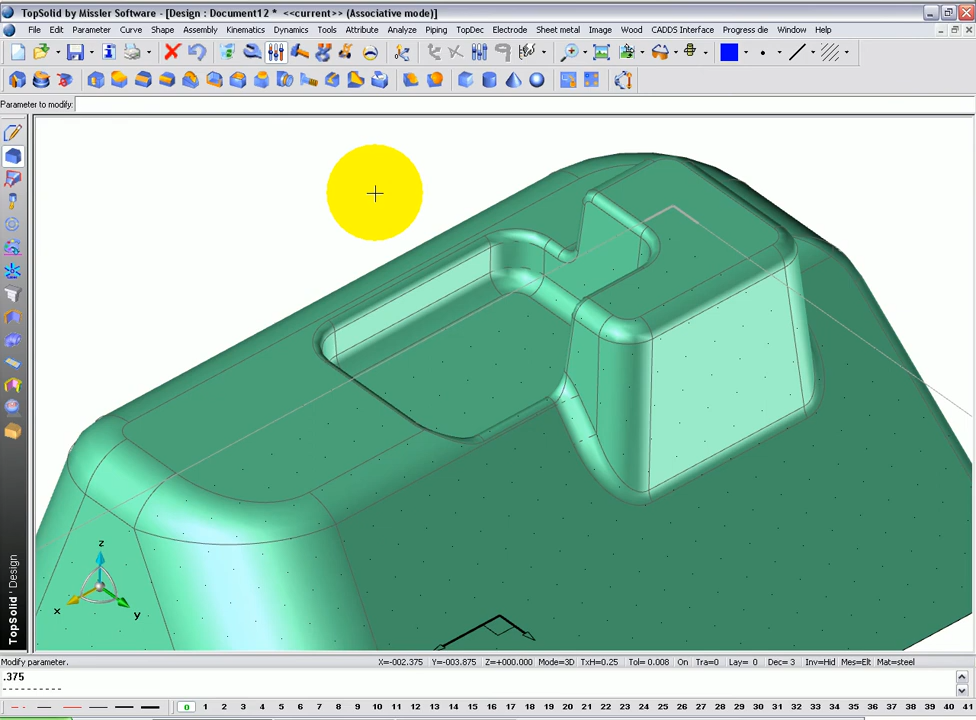 TopSolid by Missler Software - [Design : Document12 *  <<current>> (Associative mode)]
File Edit Parameter Curve Shape Assembly Kinematics Dynamics Tools Attribute Analyze Piping TopDec Electrode Sheet metal Image Wood CADDS Interface Progress die Window Help
Parameter to modify:
z
x
y
TopSolid ' Design
Modify parameter. X=-002.375 Y=-003.875 Z=+000.000 Mode=3D TxH=0.25 Tol= 0.008 On Tra=0 Lay= 0 Dec= 3 Inv=Hid Mes=Elt Mat=steel
.375
----------
0 1 2 3 4 5 6 7 8 9 10 11 12 13 14 15 16 17 18 19 20 21 22 23 24 25 26 27 28 29 30 31 32 33 34 35 36 37 38 39 40 41